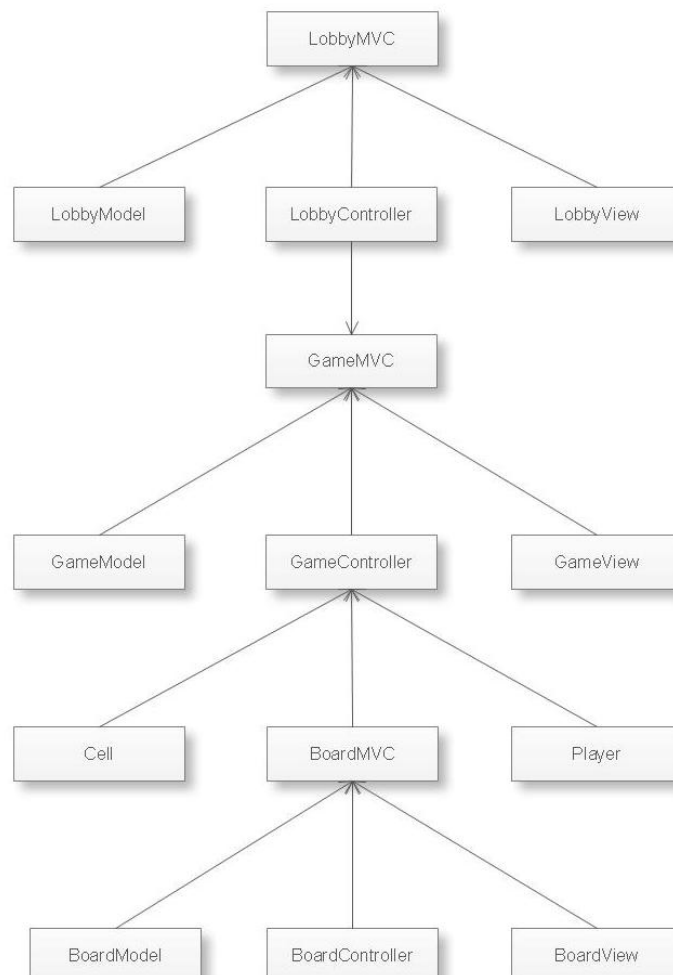 LobbyMVC
LobbyModel
LobbyController
LobbyView
GameMVC
GameModel
GameController
GameView
Cell
BoardMVC
Player
BoardModel
BoardController
BoardView